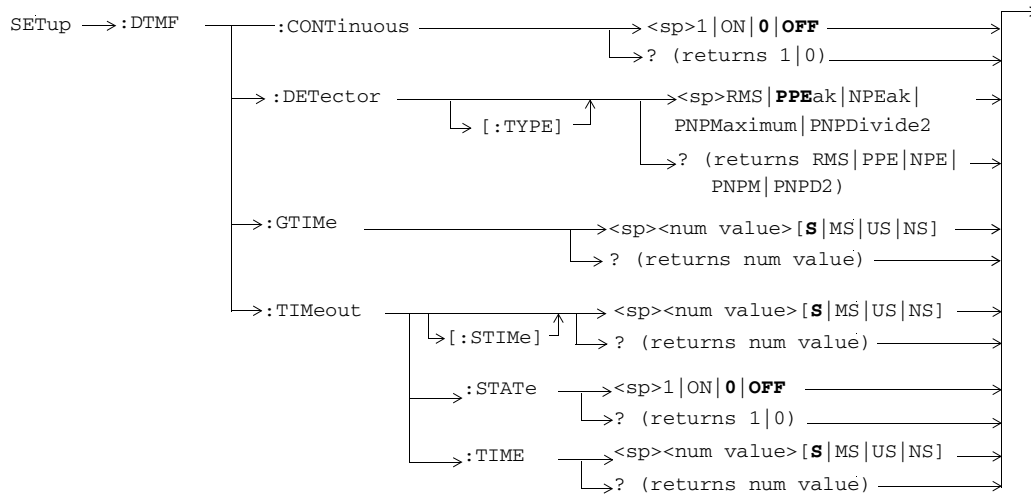 SETup :DTMF :CONTinuous <sp>1|ON|0|OFF
? (returns 1|0)
:DETector <sp>RMS|PPEak|NPEak|
[:TYPE] PNPMaximum|PNPDivide2
? (returns RMS|PPE|NPE|
PNPM|PNPD2)
:GTIMe <sp><num value>[S|MS|US|NS]
? (returns num value)
:TIMeout <sp><num value>[S|MS|US|NS]
[:STIMe] ? (returns num value)
:STATe <sp>1|ON|0|OFF
? (returns 1|0)
:TIME <sp><num value>[S|MS|US|NS]
? (returns num value)